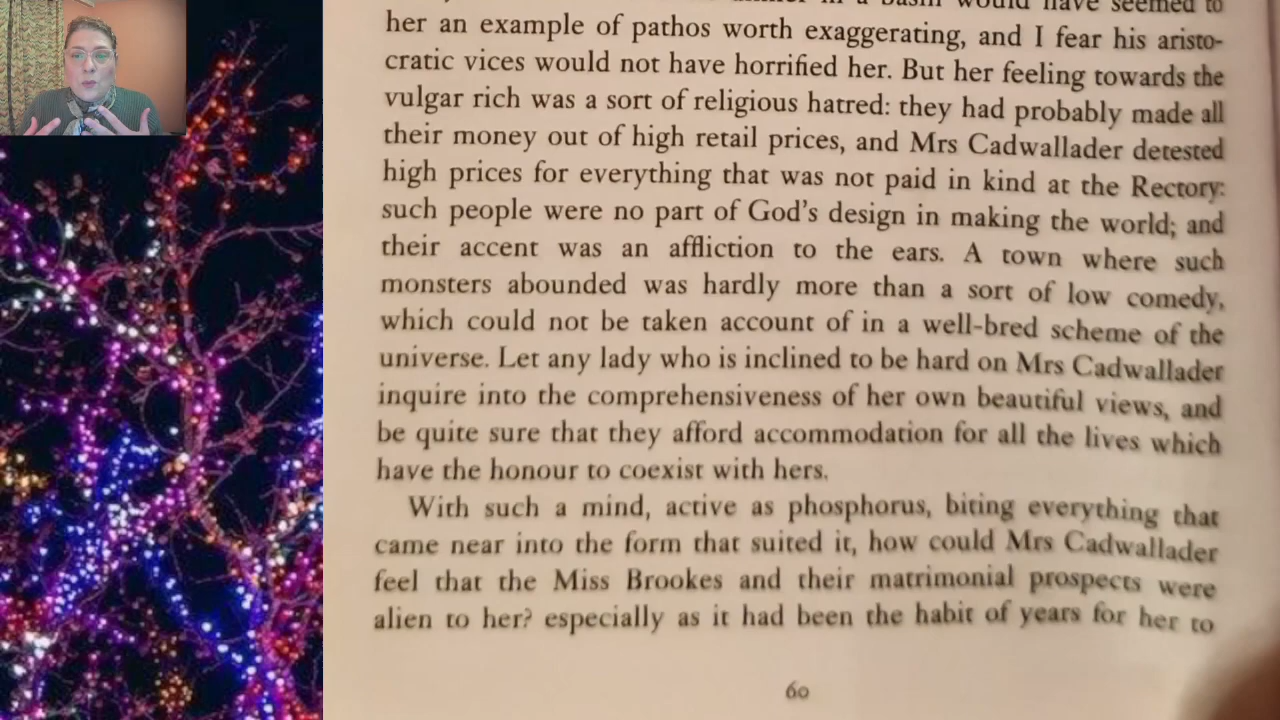 in a basin would have seemed to
her an example of pathos worth exaggerating, and I fear his aristo-
cratic vices would not have horrified her. But her feeling towards the
vulgar rich was a sort of religious hatred: they had probably made all
their money out of high retail prices, and Mrs Cadwallader detested
high prices for everything that was not paid in kind at the Rectory:
such people were no part of God's design in making the world; and
their accent was an affliction to the ears. A town where such
monsters abounded was hardly more than a sort of low comedy,
which could not be taken account of in a well-bred scheme of the
universe. Let any lady who is inclined to be hard on Mrs Cadwallader
inquire into the comprehensiveness of her own beautiful views, and
be quite sure that they afford accommodation for all the lives which
have the honour to coexist with hers.
With such a mind, active as phosphorus, biting everything that
came near into the form that suited it, how could Mrs Cadwallader
feel that the Miss Brookes and their matrimonial prospects were
alien to her? especially as it had been the habit of years for her to
60